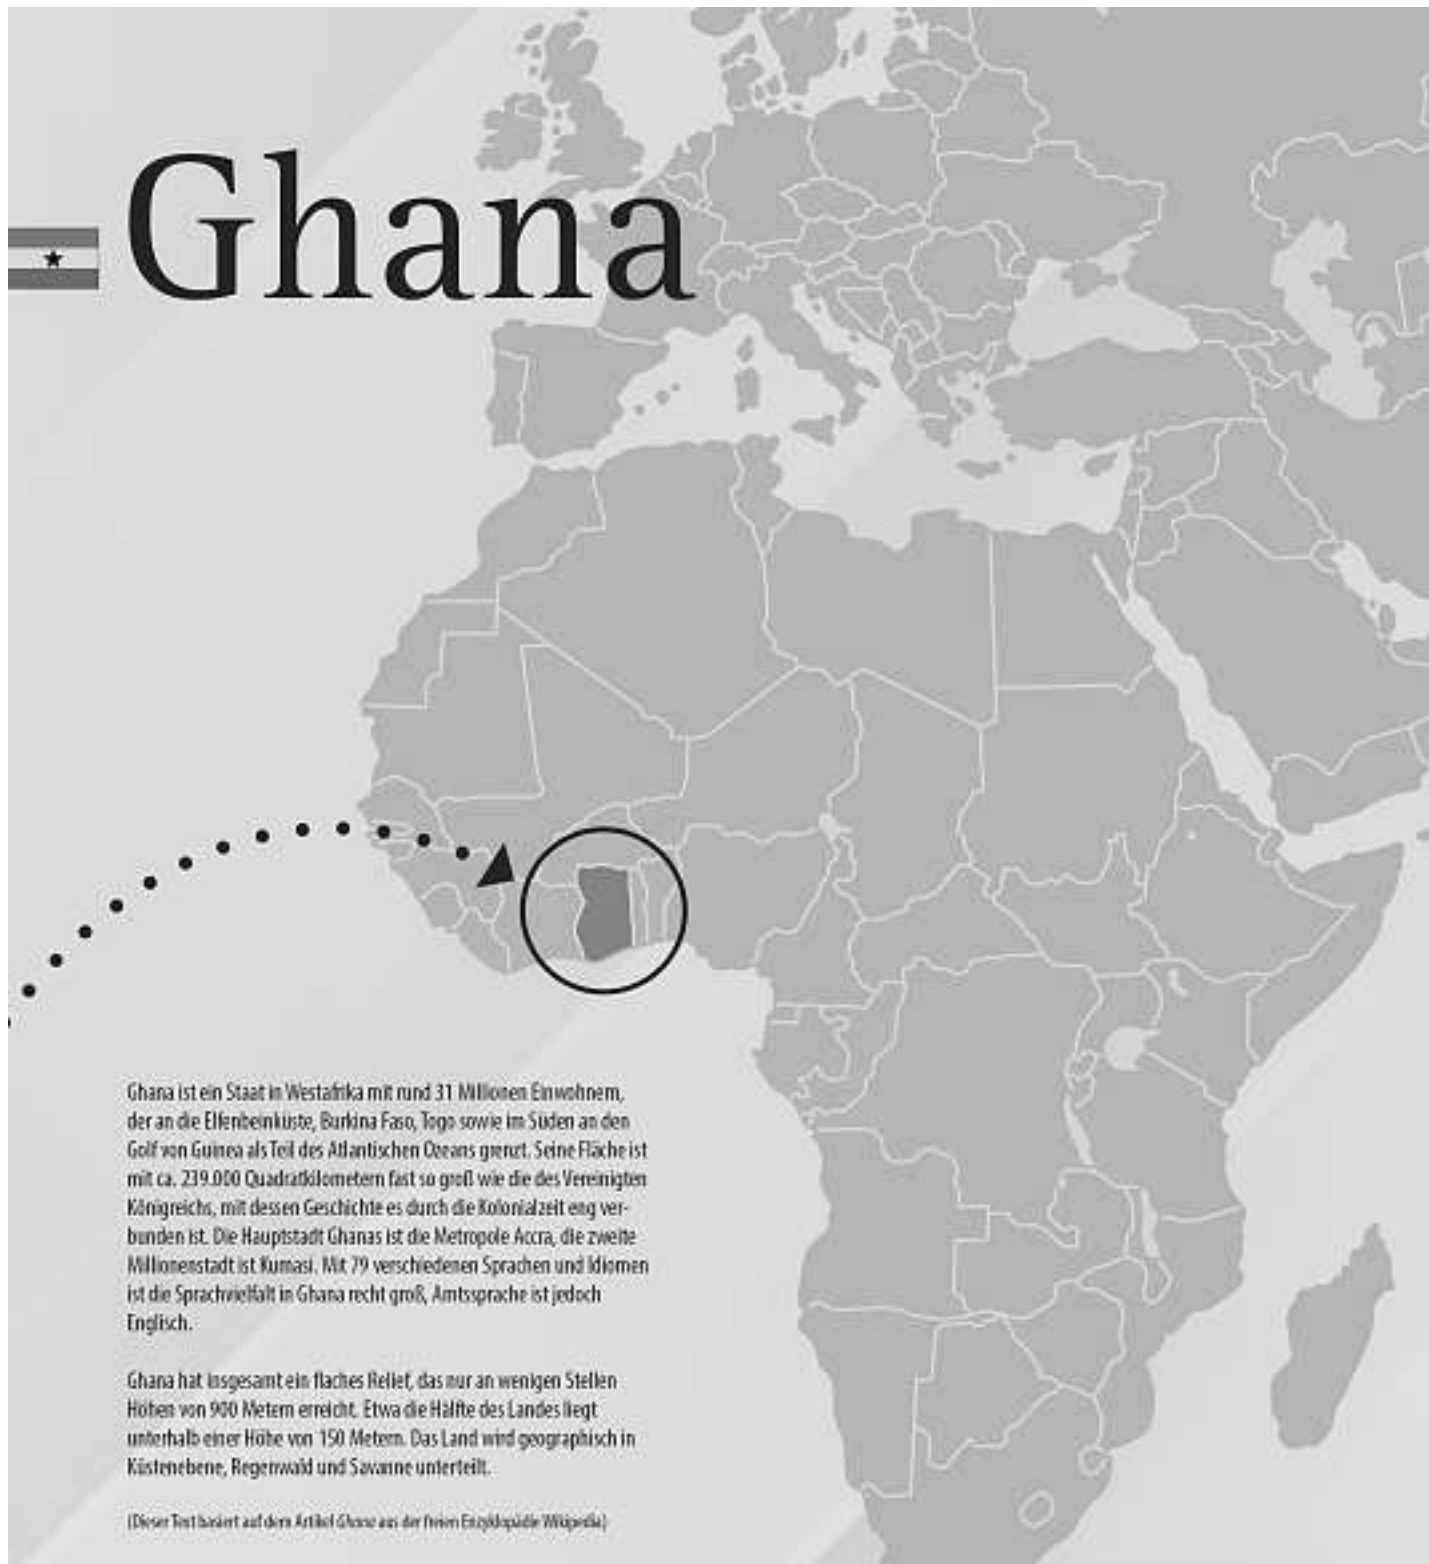 Ghana
Ghana ist ein Staat in Westafrika mit rund 31 Millionen Einwohnern,
der an die Elfenbeinküste, Burkina Faso, Togo sowie im Süden an den
Golf von Guinea als Teil des Atlantischen Ozeans grenzt. Seine Fläche ist
mit ca. 239.000 Quadratkilometern fast so groß wie die des Vereinigten
Königreichs, mit dessen Geschichte es durch die Kolonialzeit eng ver-
bunden ist. Die Hauptstadt Ghanas ist die Metropole Accra, die zweite
Millionenstadt ist Kumasi. Mit 79 verschiedenen Sprachen und Idiomen
ist die Sprachvielfalt in Ghana recht groß, Amtssprache ist jedoch
Englisch.
Ghana hat insgesamt ein flaches Relief, das nur an wenigen Stellen
Höhen von 900 Metern erreicht. Etwa die Hälfte des Landes liegt
unterhalb einer Höhe von 150 Metern. Das Land wird geographisch in
Küstenebene, Regenwald und Savanne unterteilt.
(Dieser Text basiert auf dem Artikel Ghana aus der freien Enzyklopädie Wikipedia)